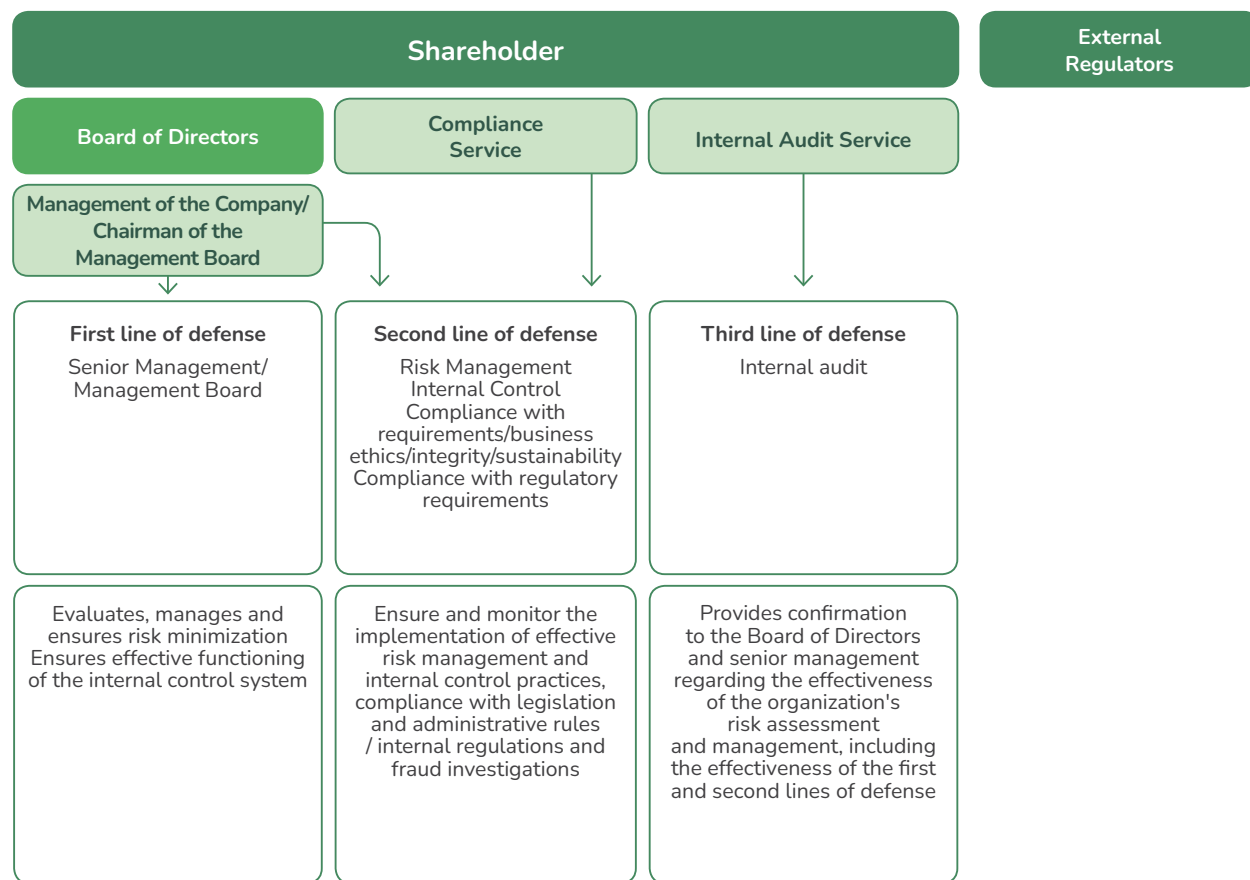 Shareholder
External
Regulators
Board of Directors
Compliance
Service
Internal Audit Service
Management of the Company/
Chairman of the
Management Board
First line of defense
Senior Management/
Management Board
Second line of defense
Risk Management
Internal Control
Compliance with
requirements/business
ethics/integrity/sustainability
Compliance with regulatory
requirements
Third line of defense
Internal audit
Evaluates, manages and
ensures risk minimization
Ensures effective functioning
of the internal control system
Ensure and monitor the
implementation of effective
risk management and
internal control practices,
compliance with legislation
and administrative rules
/ internal regulations and
fraud investigations
Provides confirmation
to the Board of Directors
and senior management
regarding the effectiveness
of the organization's
risk assessment
and management, including
the effectiveness of the first
and second lines of defense